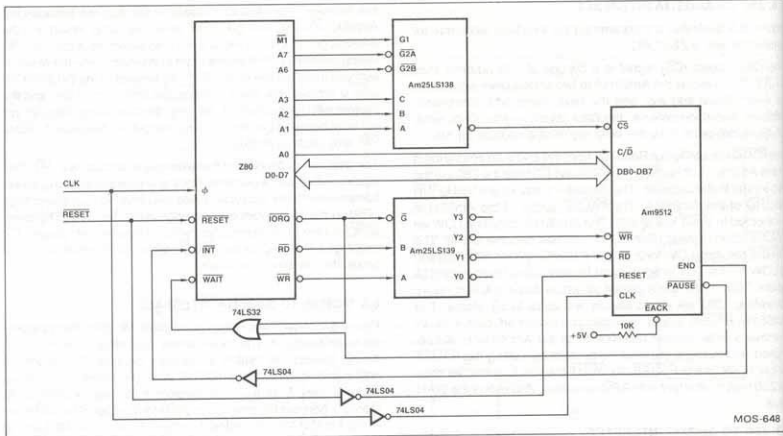 M1
A7
A6
A3
A2
A1
A0
Z80
D0-D7
ϕ
RESET
INT
WAIT
IORQ
RD
WR
CLK
RESET
G1
G2A
G2B
Am25LS138
C
B
A
Y
G
Y3
B
Y2
Am25LS139
Y1
A
Y0
CS
C/D
DB0-DB7
Am9512
WR
RD
END
RESET
PAUSE
CLK
EACK
+5V
10K
74LS32
74LS04
74LS04
74LS04
MOS-648